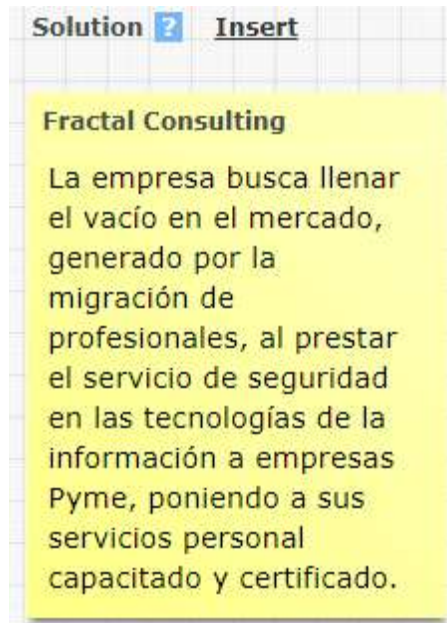 Solution ? Insert
Fractal Consulting
La empresa busca llenar
el vacío en el mercado,
generado por la
migración de
profesionales, al prestar
el servicio de seguridad
en las tecnologías de la
información a empresas
Pyme, poniendo a sus
servicios personal
capacitado y certificado.